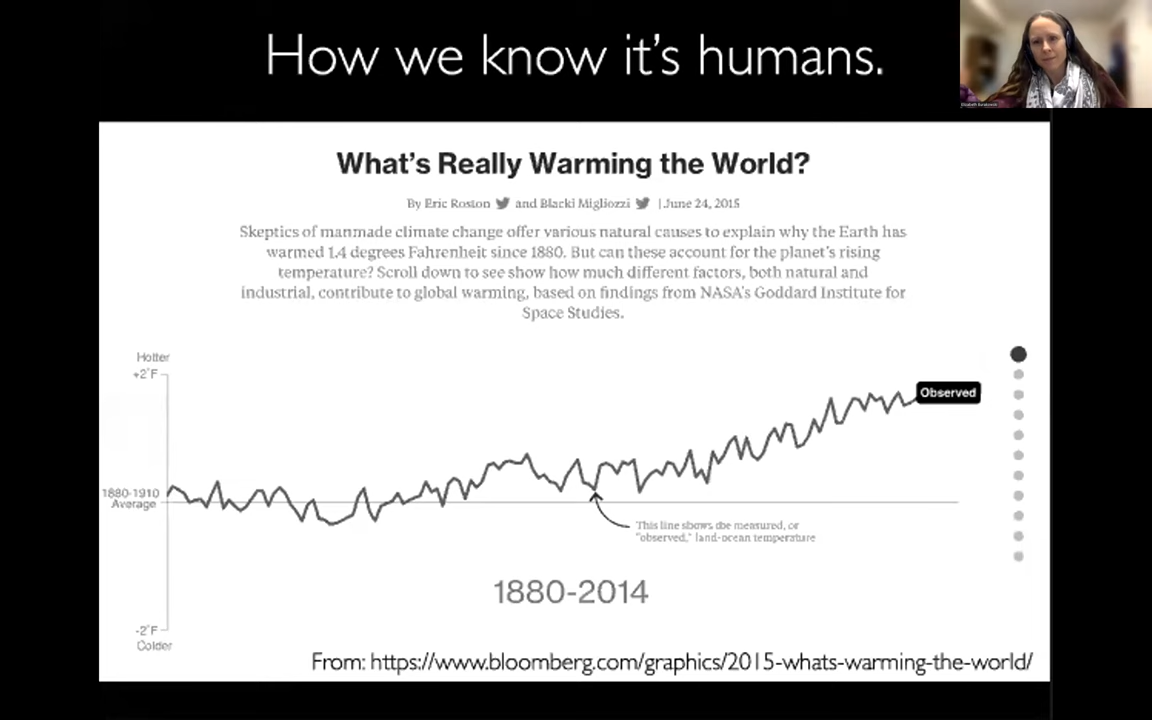 How we know it's humans.
What's Really Warming the World?
By Eric Roston and Blacki Migliozzi | June 24, 2015
Skeptics of manmade climate change offer various natural causes to explain why the Earth has
warmed 1.4 degrees Fahrenheit since 1880. But can these account for the planet's rising
temperature? Scroll down to see show how much different factors, both natural and
industrial, contribute to global warming, based on findings from NASA's Goddard Institute for
Space Studies.
Hotter
+2°F
Observed
1880-1910
Average
This line shows the measured, or
"observed," land-ocean temperature
1880-2014
-2°F
Colder
From: https://www.bloomberg.com/graphics/2015-whats-warming-the-world/